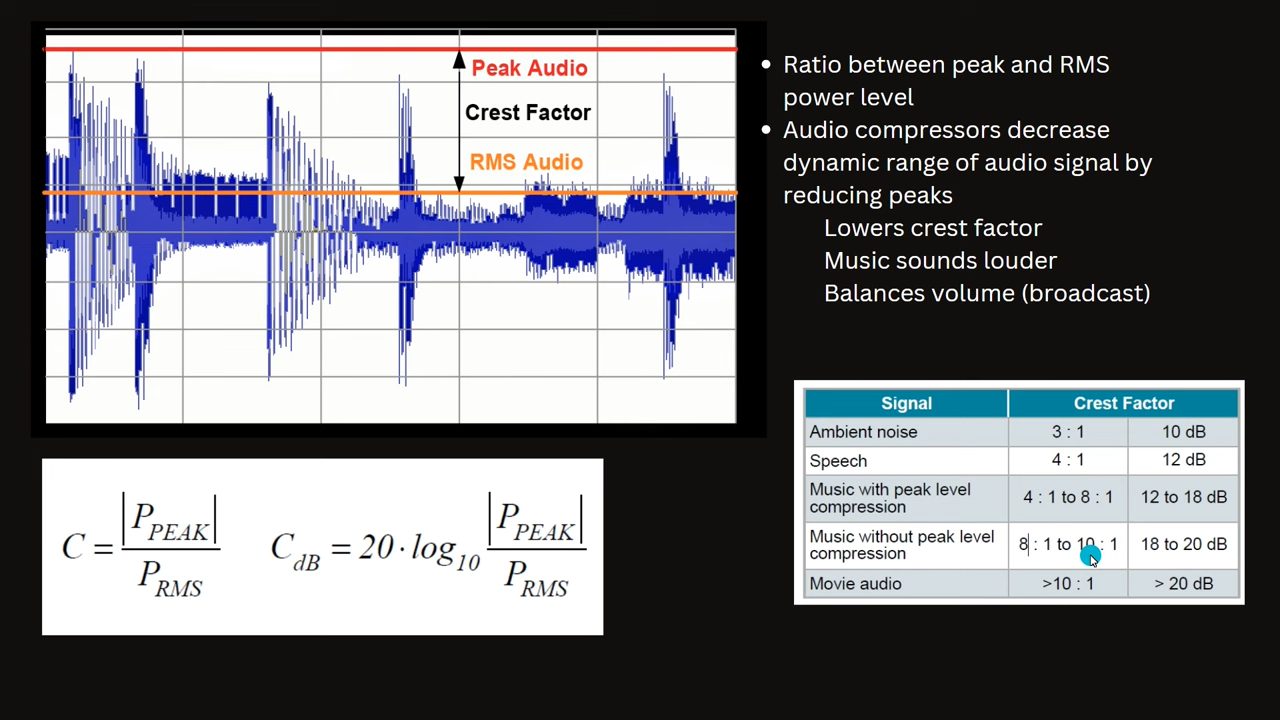 Peak Audio
Crest Factor
RMS Audio
• Ratio between peak and RMS
power level
• Audio compressors decrease
dynamic range of audio signal by
reducing peaks
Lowers crest factor
Music sounds louder
Balances volume (broadcast)
C = |P_PEAK| / P_RMS
C_dB = 20 · log_10 |P_PEAK| / P_RMS
Signal Crest Factor
Ambient noise 3 : 1 10 dB
Speech 4 : 1 12 dB
Music with peak level
compression 4 : 1 to 8 : 1 12 to 18 dB
Music without peak level
compression 8 : 1 to 10 : 1 18 to 20 dB
Movie audio >10 : 1 > 20 dB